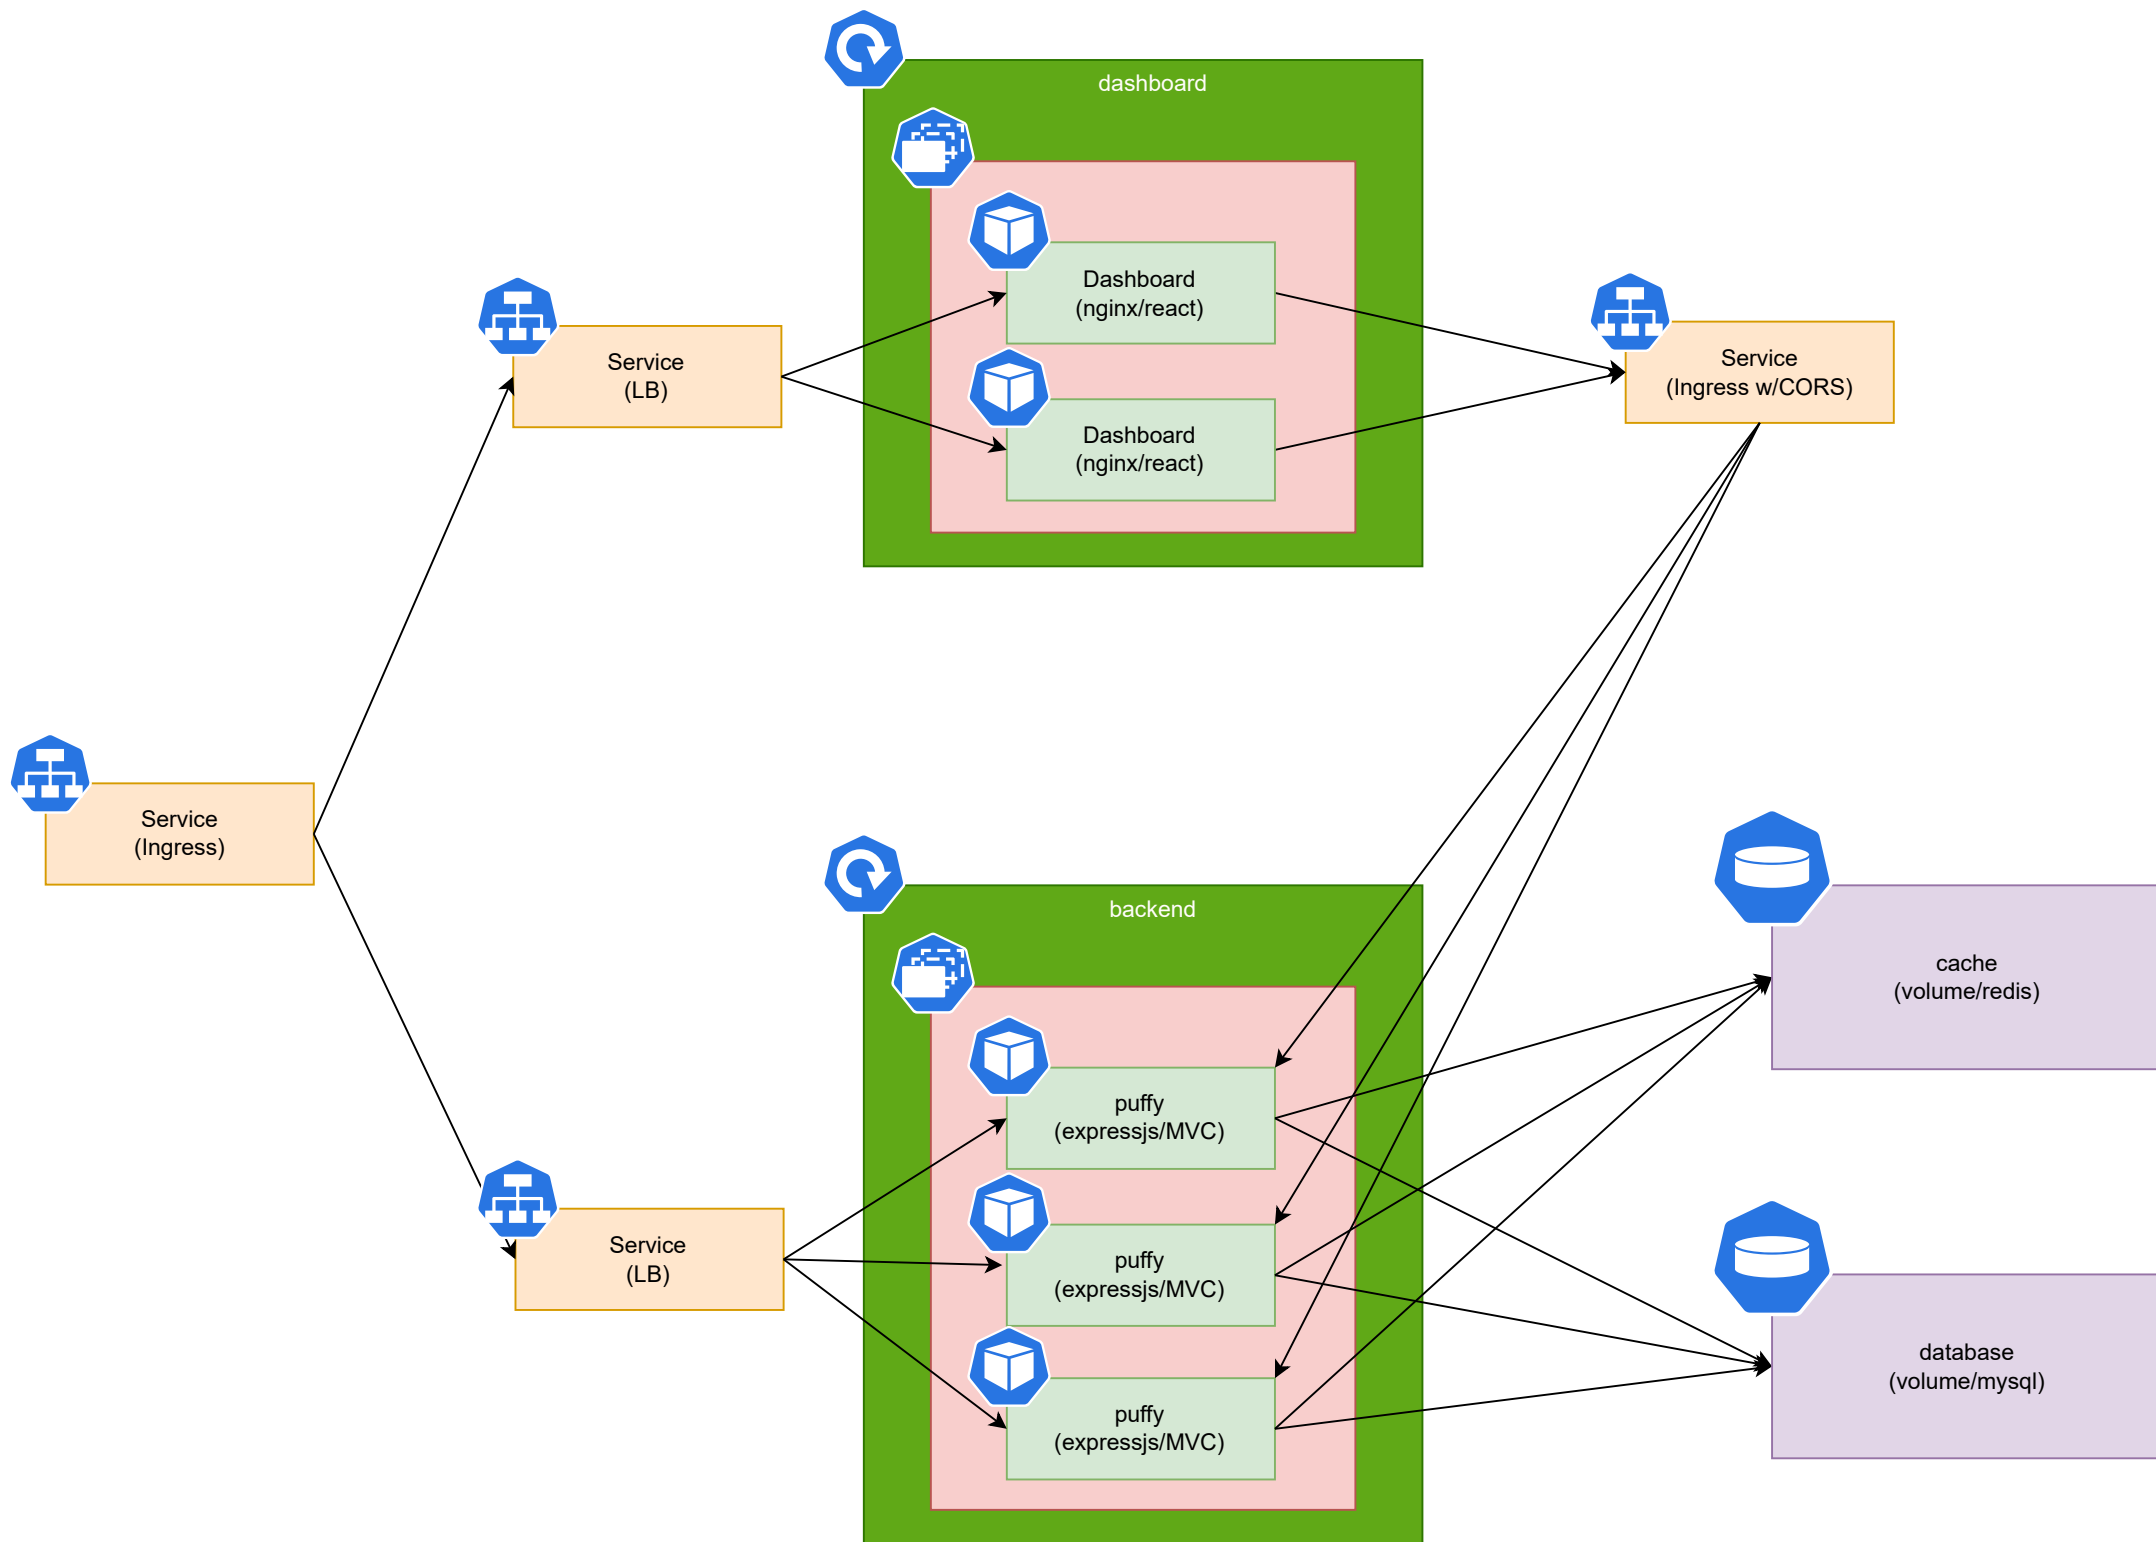 dashboard
Dashboard
(nginx/react)
Dashboard
(nginx/react)
Service
(LB)
Service
(Ingress w/CORS)
Service
(Ingress)
backend
puffy
(expressjs/MVC)
puffy
(expressjs/MVC)
puffy
(expressjs/MVC)
Service
(LB)
cache
(volume/redis)
database
(volume/mysql)